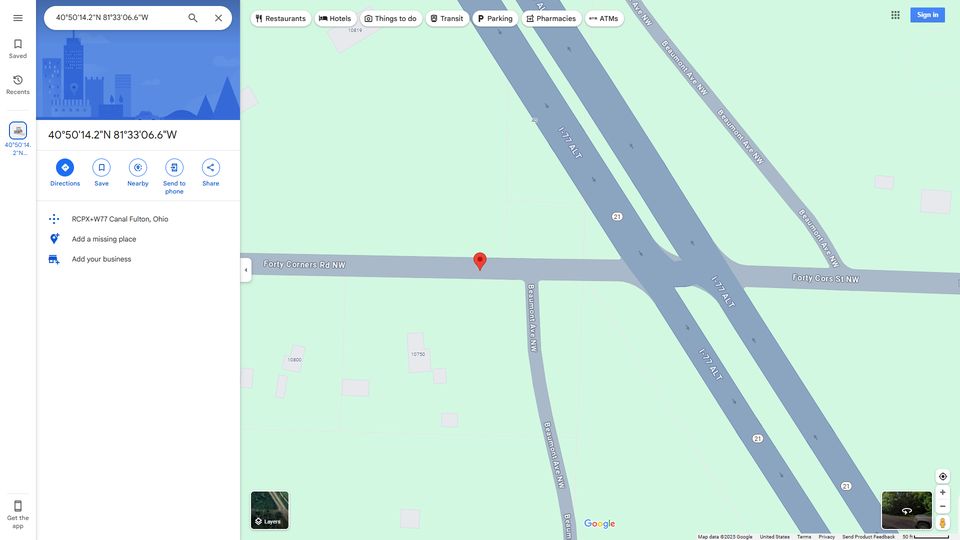 40°50'14.2"N 81°33'06.6"W
Saved
Recents
40°50'14.
2"N...
Get the
app
40°50'14.2"N 81°33'06.6"W
Directions
Save
Nearby
Send to
phone
Share
RCPX+W77 Canal Fulton, Ohio
Add a missing place
Add your business
Restaurants
Hotels
Things to do
Transit
Parking
Pharmacies
ATMs
Sign in
10819
Beaumont Ave NW
Beaumont Ave NW
Beaumont Ave NW
I-77 ALT
21
Forty Corners Rd NW
Forty Cors St NW
I-77 ALT
I-77 ALT
Beaumont Ave NW
10800
10750
Beaumont Ave NW
21
21
Layers
Google
Map data ©2025 Google
United States
Terms
Privacy
Send Product Feedback
50 ft